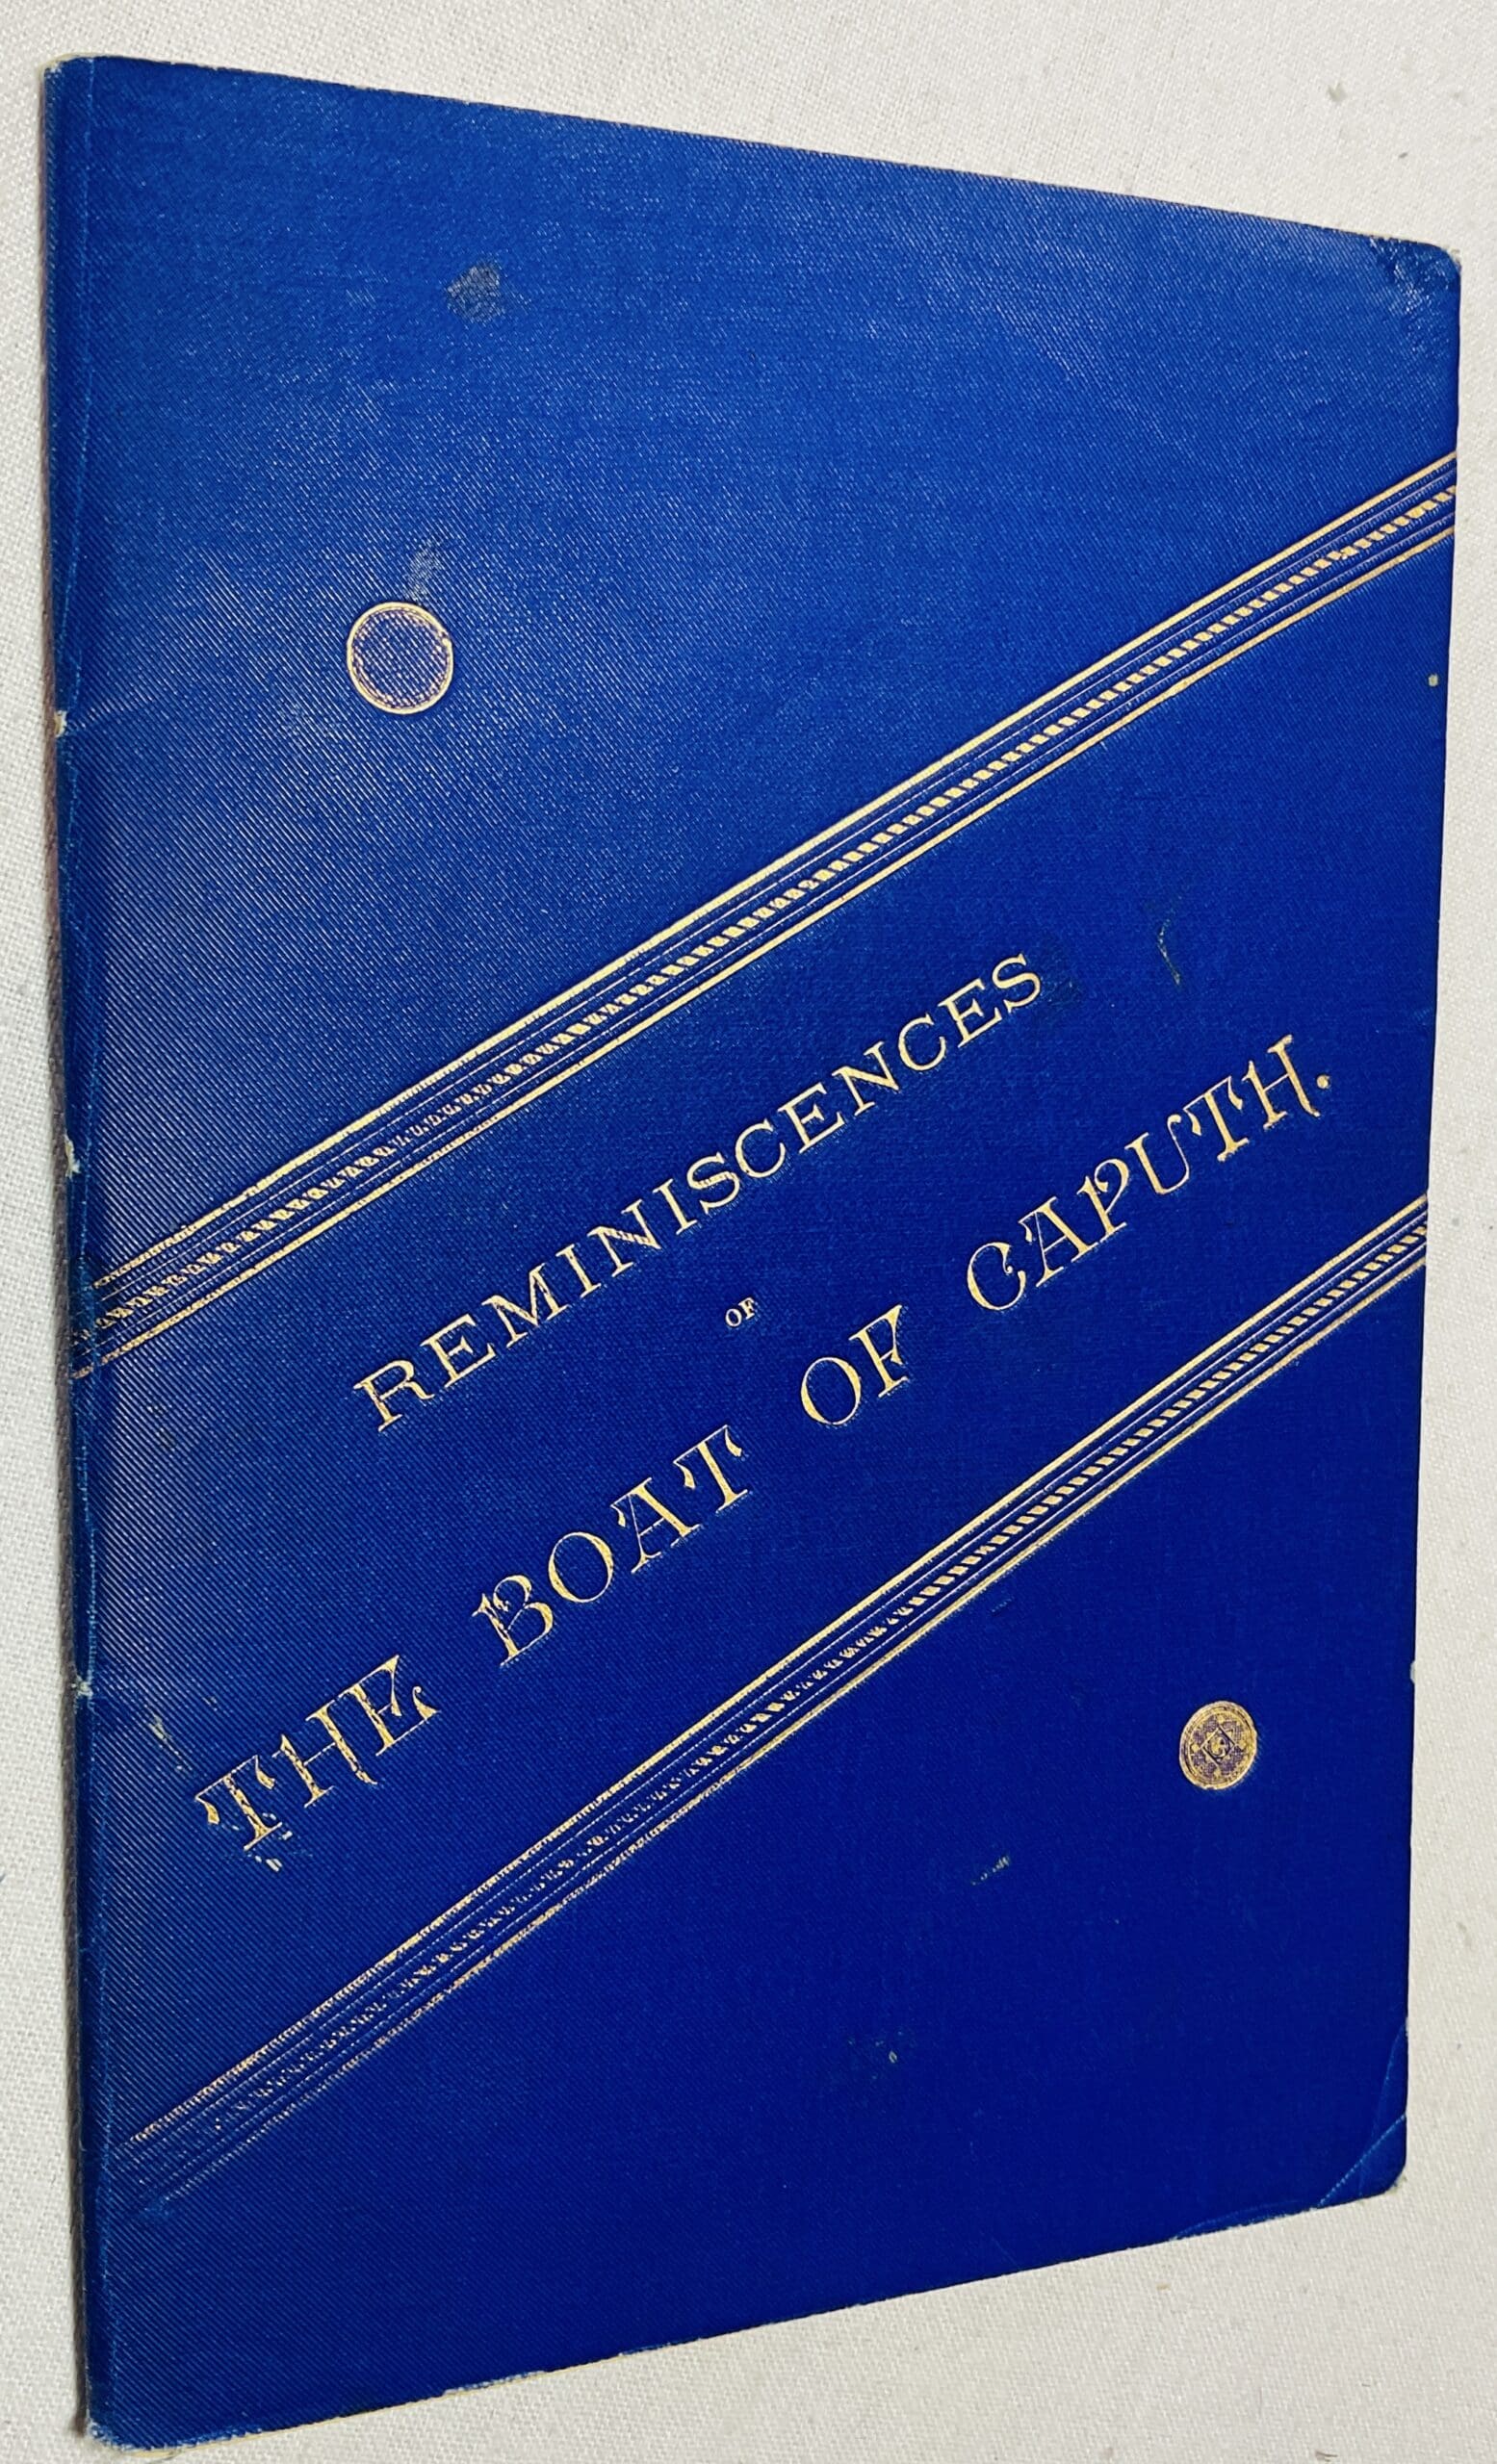 REMINISCENCES
OF
THE BOAT OF CAPUTH.